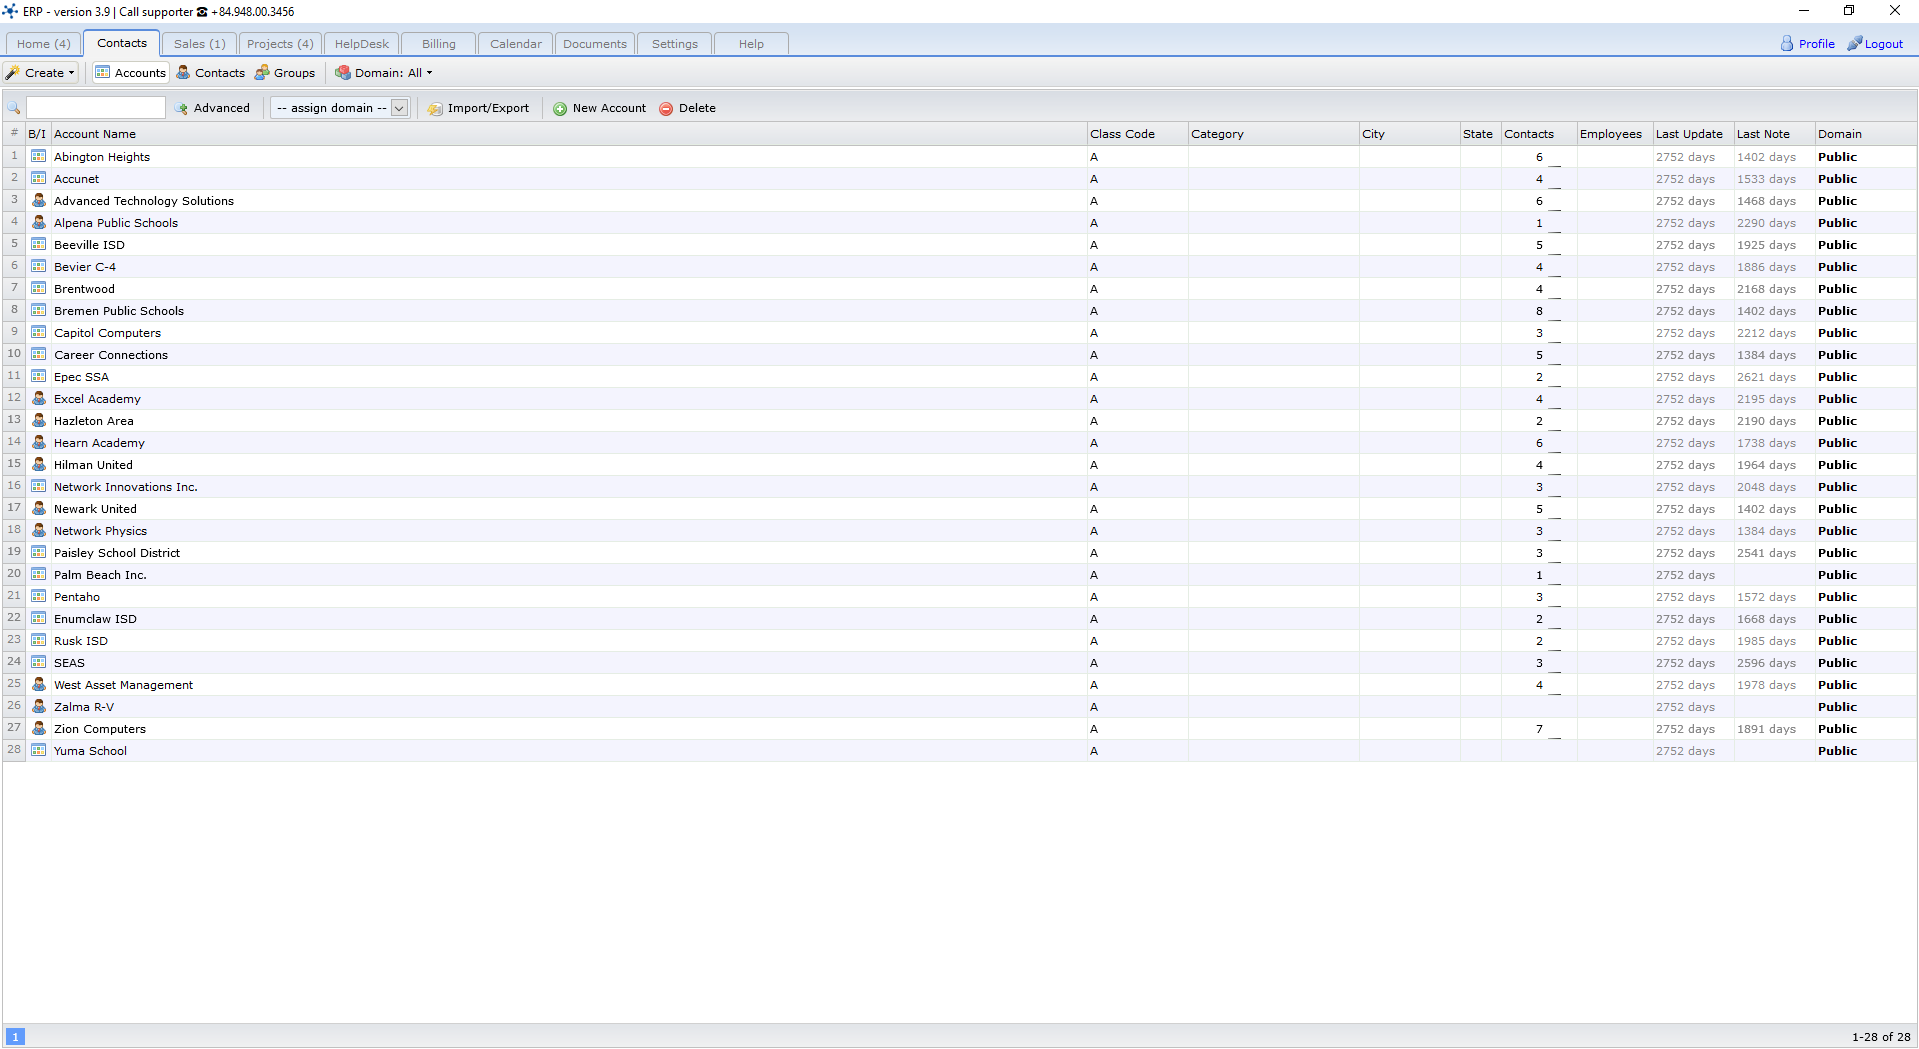 ERP - version 3.9 | Call supporter ☎ +84.948.00.3456
Home (4) Contacts Sales (1) Projects (4) HelpDesk Billing Calendar Documents Settings Help Profile Logout
Create Accounts Contacts Groups Domain: All
Advanced -- assign domain -- Import/Export New Account Delete
# B/I Account Name Class Code Category City State Contacts Employees Last Update Last Note Domain
1 Abington Heights A 6 2752 days 1402 days Public
2 Accunet A 4 2752 days 1533 days Public
3 Advanced Technology Solutions A 6 2752 days 1468 days Public
4 Alpena Public Schools A 1 2752 days 2290 days Public
5 Beeville ISD A 5 2752 days 1925 days Public
6 Bevier C-4 A 4 2752 days 1886 days Public
7 Brentwood A 4 2752 days 2168 days Public
8 Bremen Public Schools A 8 2752 days 1402 days Public
9 Capitol Computers A 3 2752 days 2212 days Public
10 Career Connections A 5 2752 days 1384 days Public
11 Epec SSA A 2 2752 days 2621 days Public
12 Excel Academy A 4 2752 days 2195 days Public
13 Hazleton Area A 2 2752 days 2190 days Public
14 Hearn Academy A 6 2752 days 1738 days Public
15 Hilman United A 4 2752 days 1964 days Public
16 Network Innovations Inc. A 3 2752 days 2048 days Public
17 Newark United A 5 2752 days 1402 days Public
18 Network Physics A 3 2752 days 1384 days Public
19 Paisley School District A 3 2752 days 2541 days Public
20 Palm Beach Inc. A 1 2752 days Public
21 Pentaho A 3 2752 days 1572 days Public
22 Enumclaw ISD A 2 2752 days 1668 days Public
23 Rusk ISD A 2 2752 days 1985 days Public
24 SEAS A 3 2752 days 2596 days Public
25 West Asset Management A 4 2752 days 1978 days Public
26 Zalma R-V A 2752 days Public
27 Zion Computers A 7 2752 days 1891 days Public
28 Yuma School A 2752 days Public
1 1-28 of 28